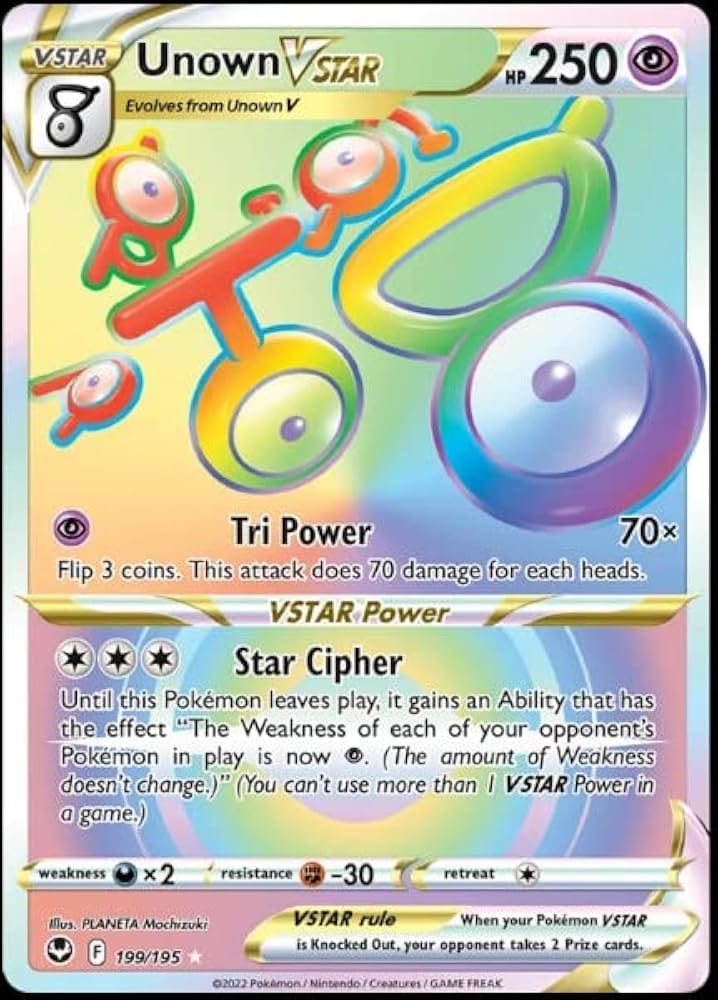 VSTAR
Unown VSTAR
HP 250
Evolves from Unown V
Tri Power 70×
Flip 3 coins. This attack does 70 damage for each heads.
VSTAR Power
Star Cipher
Until this Pokémon leaves play, it gains an Ability that has
the effect “The Weakness of each of your opponent’s
Pokémon in play is now . (The amount of Weakness
doesn’t change.)” (You can’t use more than 1 VSTAR Power in
a game.)
weakness ×2 resistance -30 retreat
Illus. PLANETA Mochizuki
F 199/195
VSTAR rule When your Pokémon VSTAR
is Knocked Out, your opponent takes 2 Prize cards.
©2022 Pokémon / Nintendo / Creatures / GAME FREAK